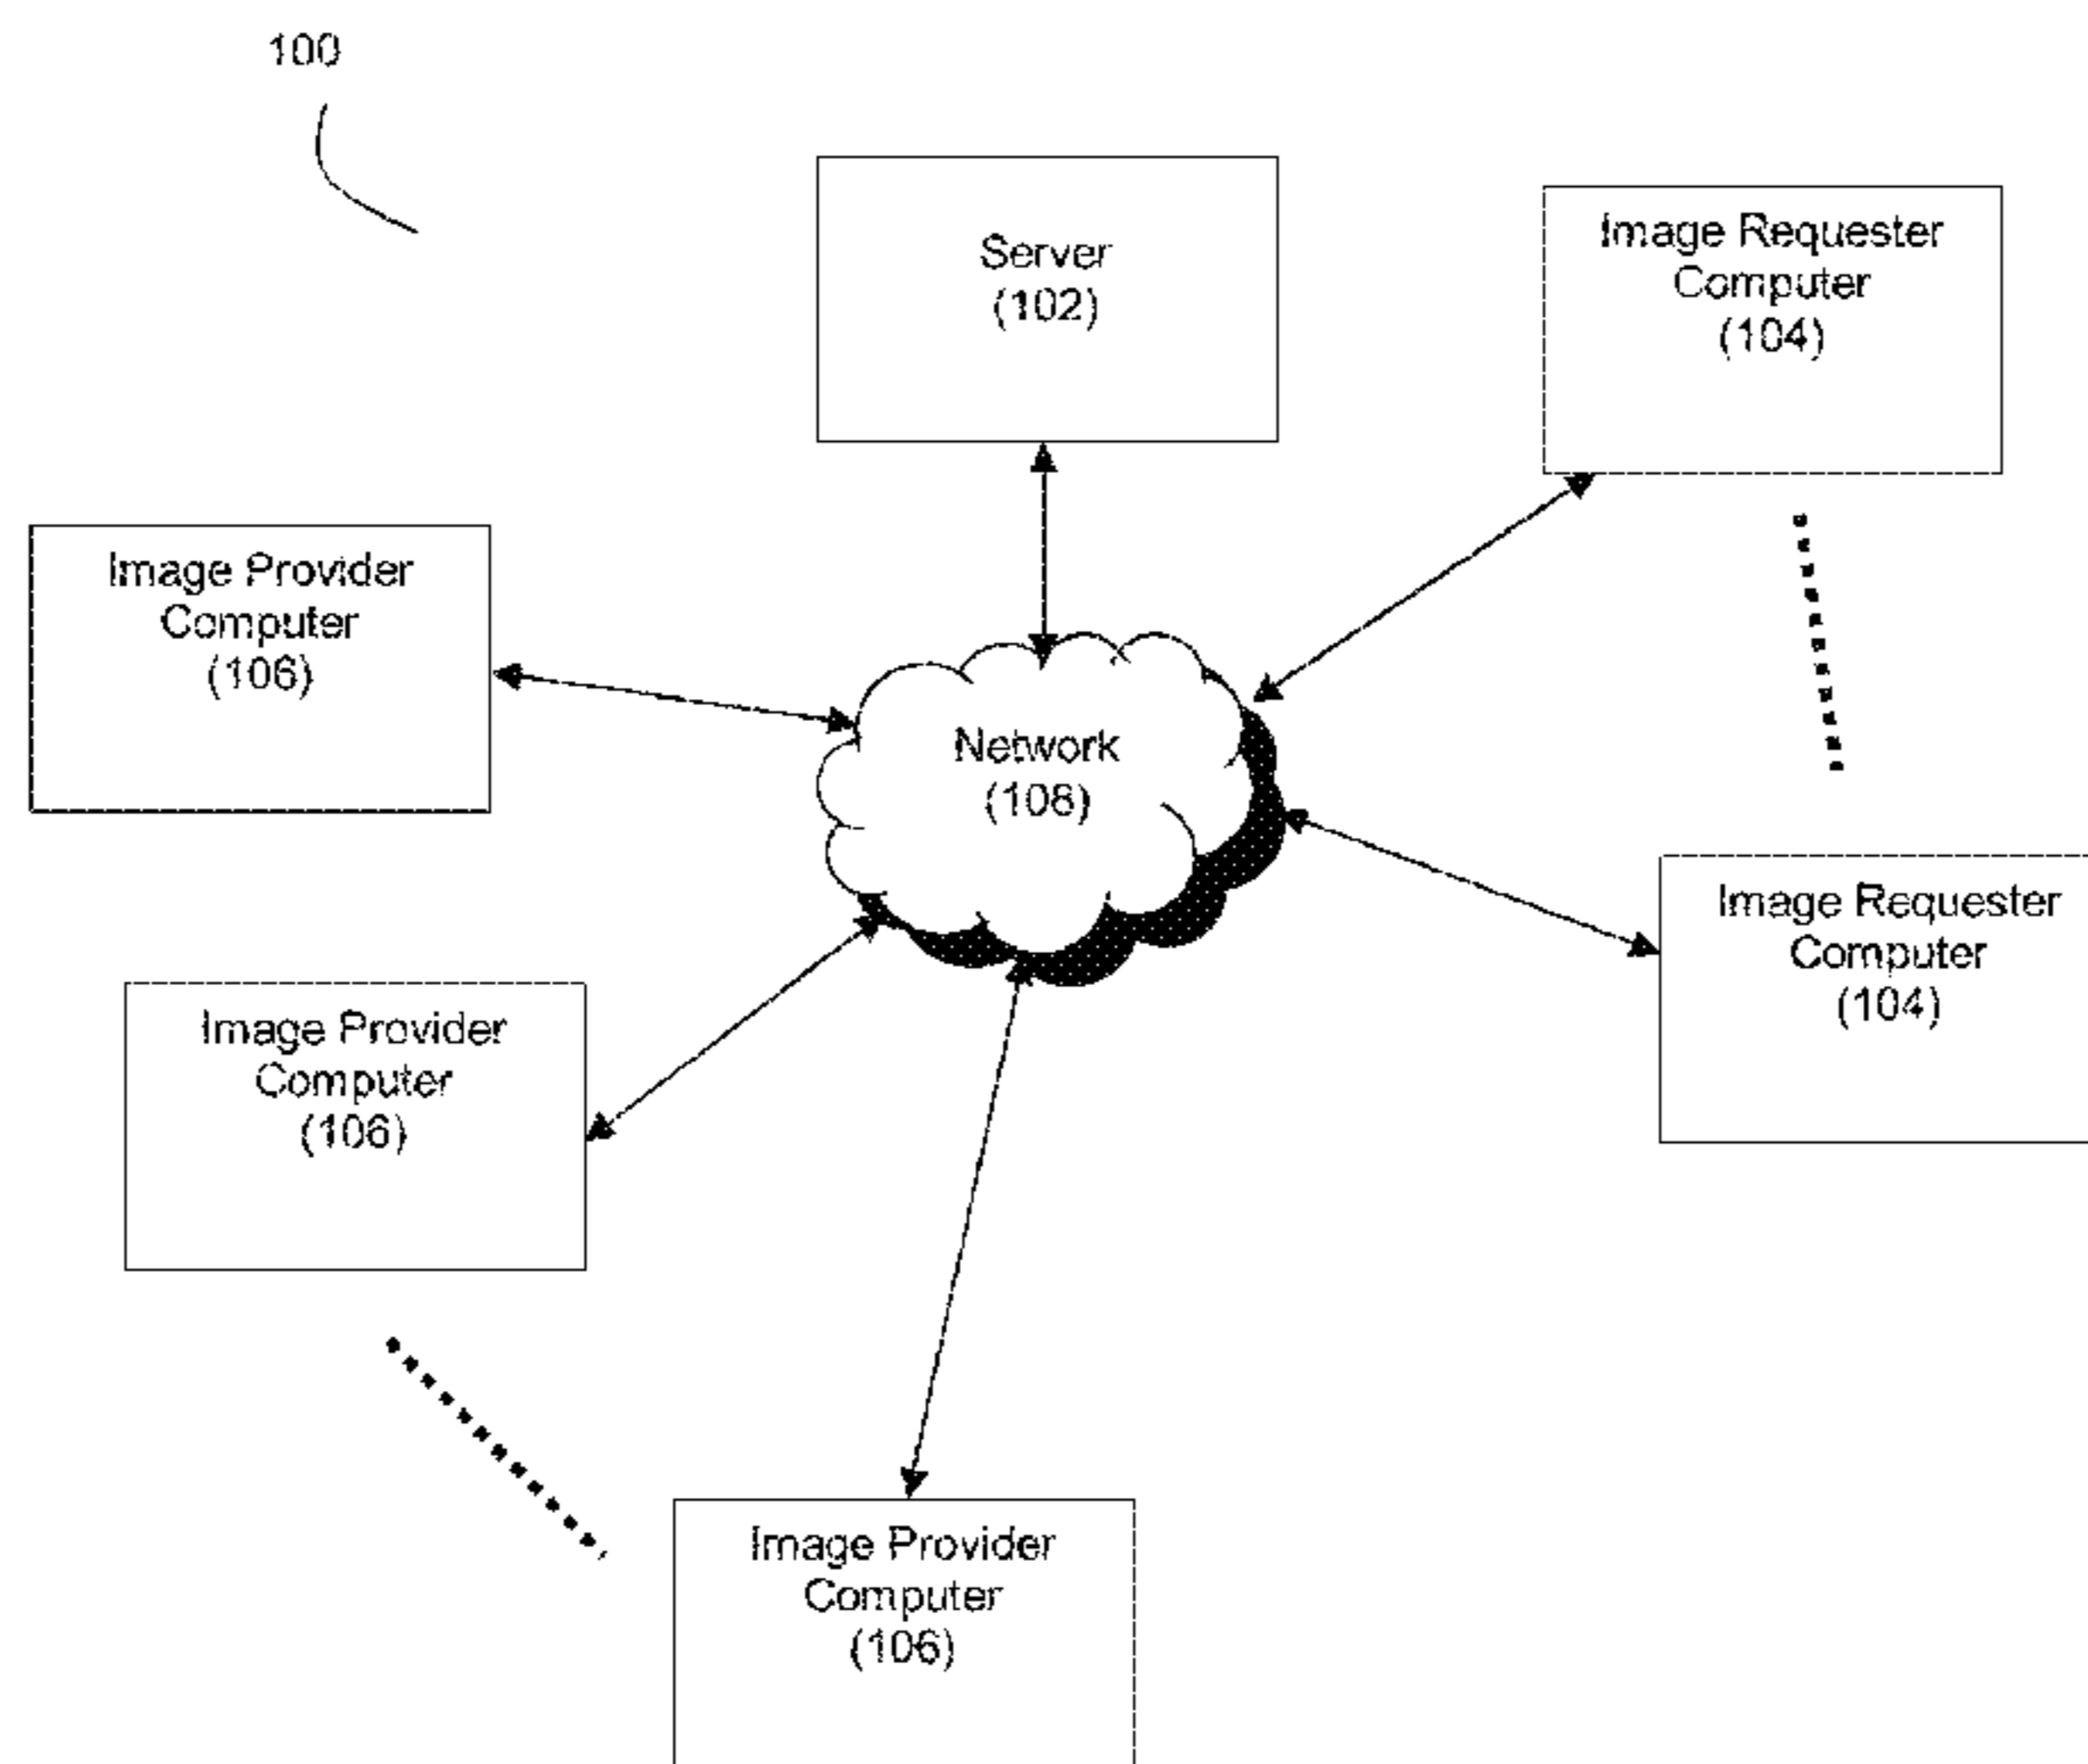 100
Server
(102)
Image Requester
Computer
(104)
Image Provider
Computer
(106)
Network
(108)
Image Requester
Computer
(104)
Image Provider
Computer
(106)
Image Provider
Computer
(106)